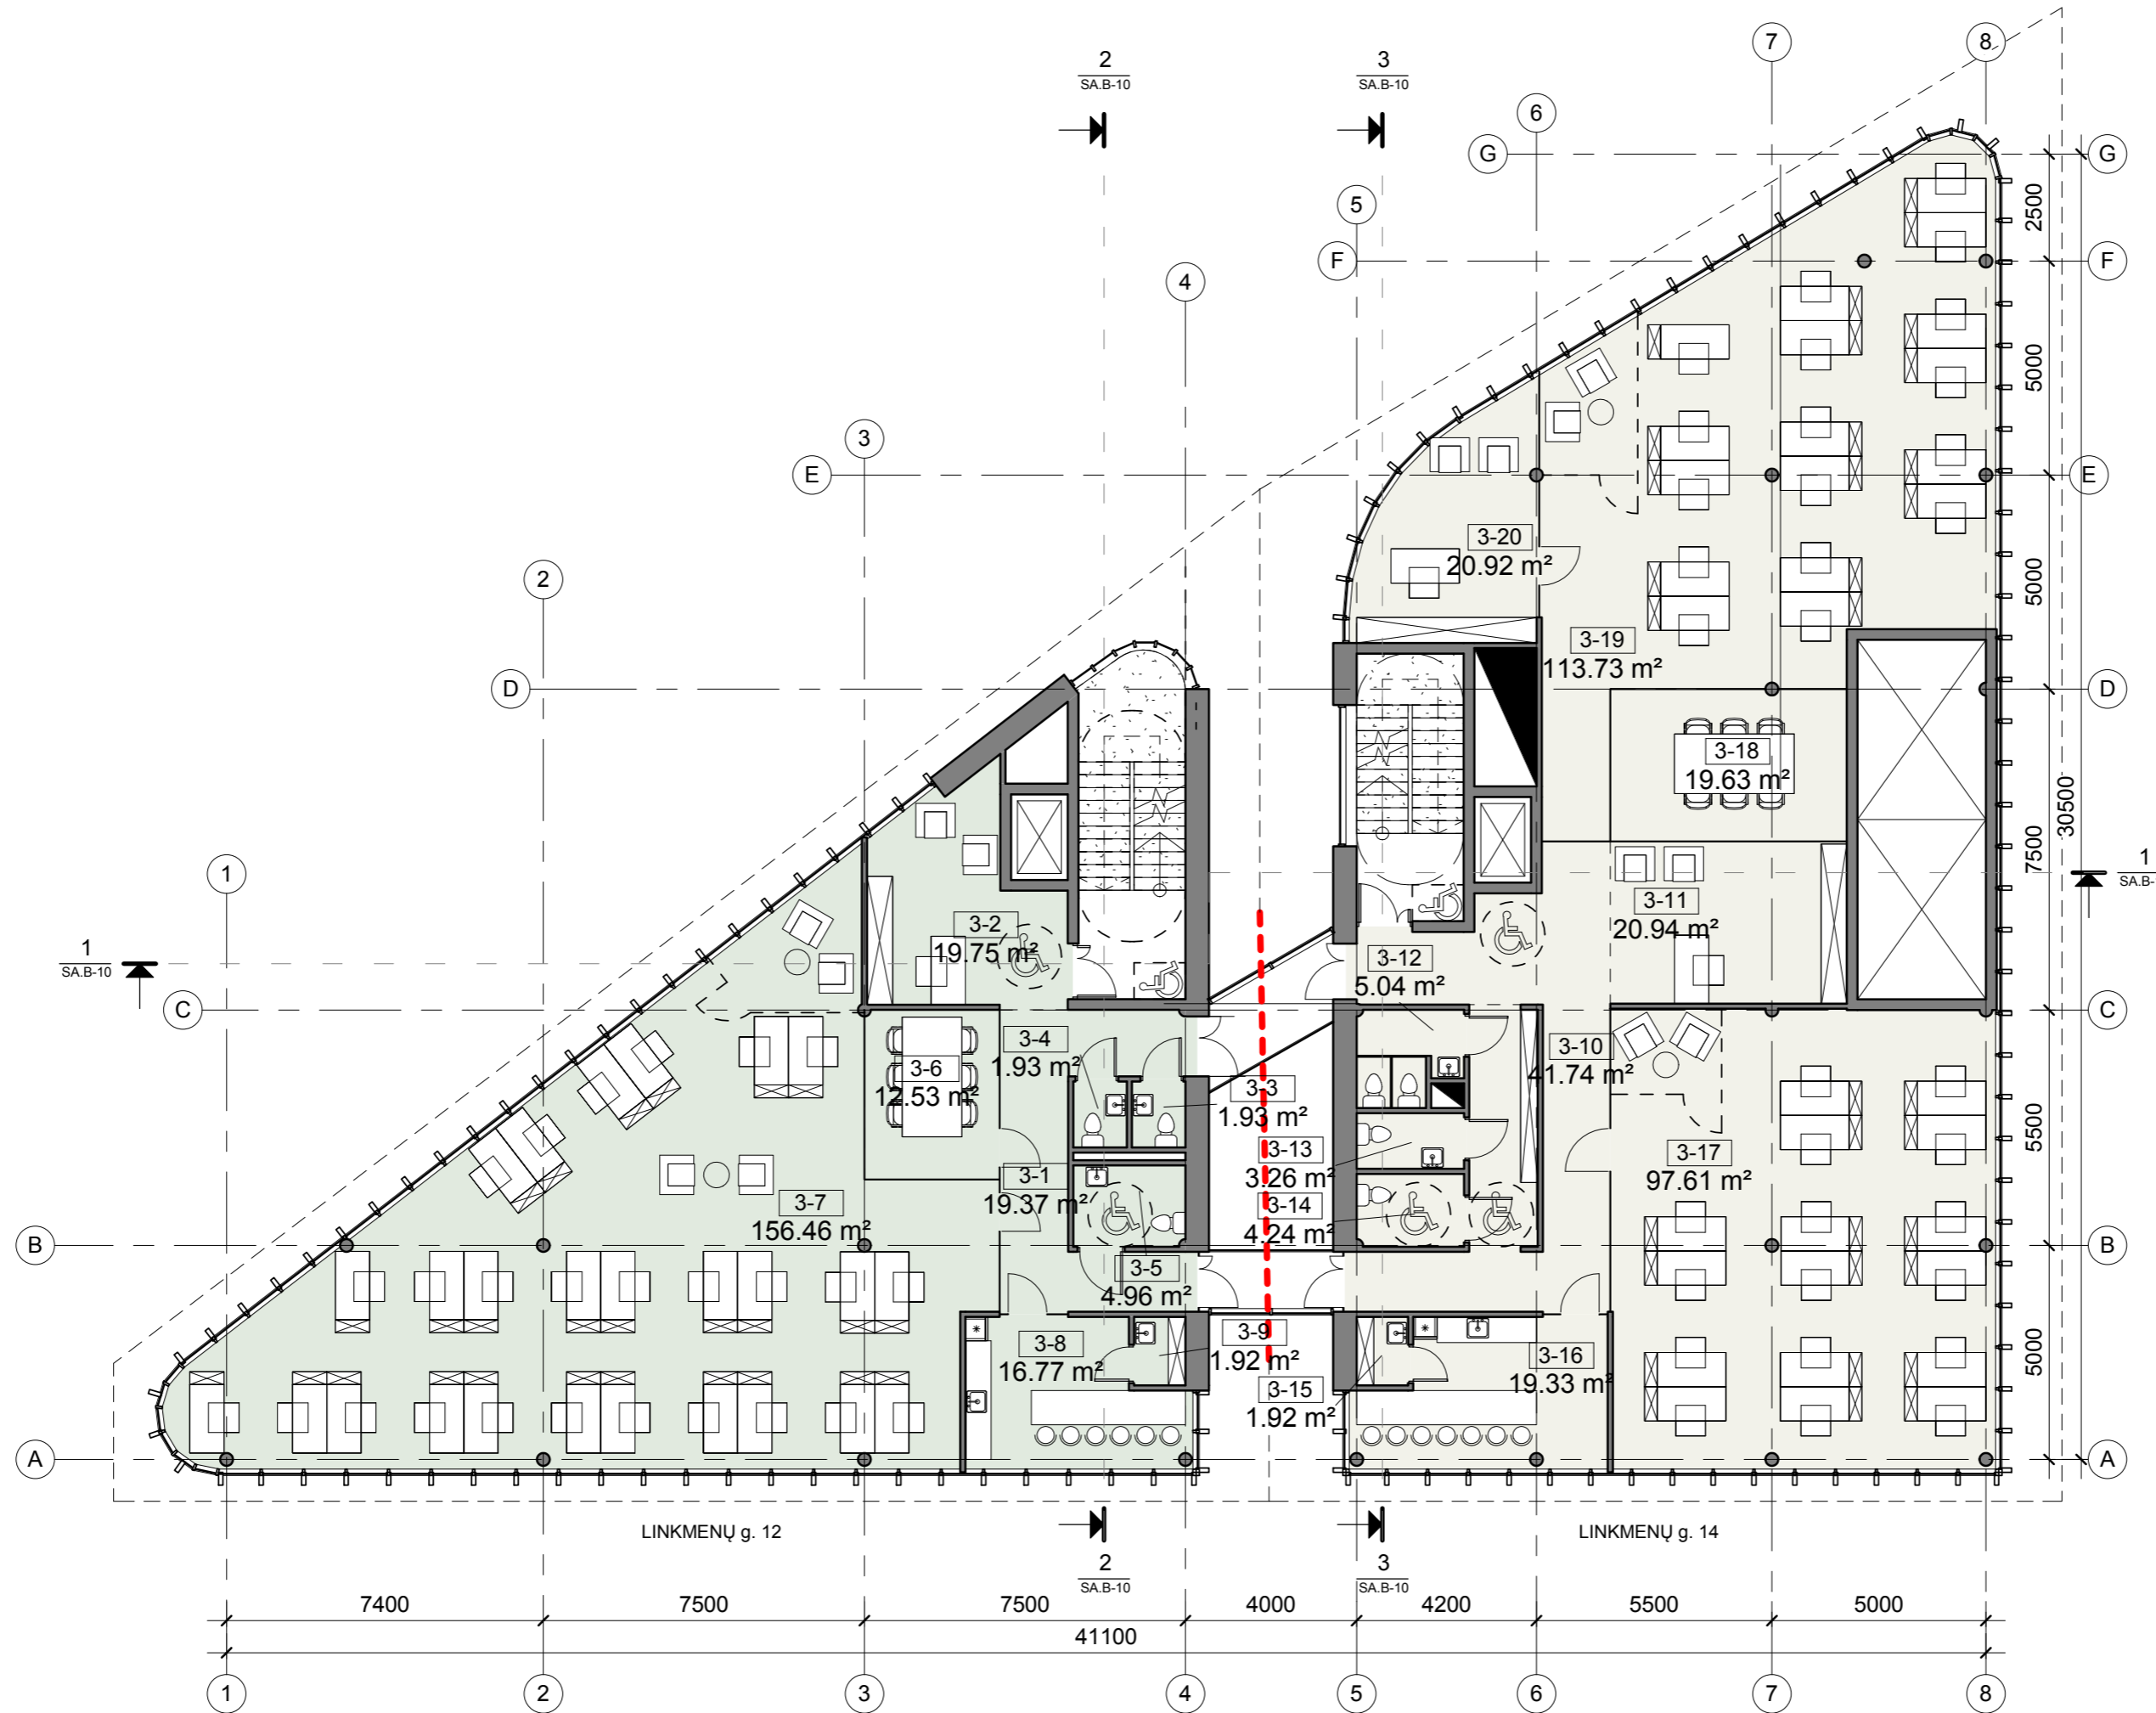 2
SA.B-10
3
SA.B-10
7
8
6
G
G
5
F
F
4
3
E
E
2
D
D
1
C
C
B
B
A
A
2500
5000
5000
7500
5500
5000
30500
3-20
20.92 m²
3-19
113.73 m²
3-18
19.63 m²
3-11
20.94 m²
3-2
19.75 m²
3-12
5.04 m²
3-4
1.93 m²
3-6
12.53 m²
3-3
1.93 m²
3-10
41.74 m²
3-13
3.26 m²
3-17
97.61 m²
3-1
19.37 m²
3-7
156.46 m²
3-14
4.24 m²
3-5
4.96 m²
3-8
16.77 m²
3-9
1.92 m²
3-16
19.33 m²
3-15
1.92 m²
1
SA.B-10
1
SA.B-
LINKMENŲ g. 12
LINKMENŲ g. 14
2
SA.B-10
3
SA.B-10
7400
7500
7500
4000
4200
5500
5000
41100
1
2
3
4
5
6
7
8